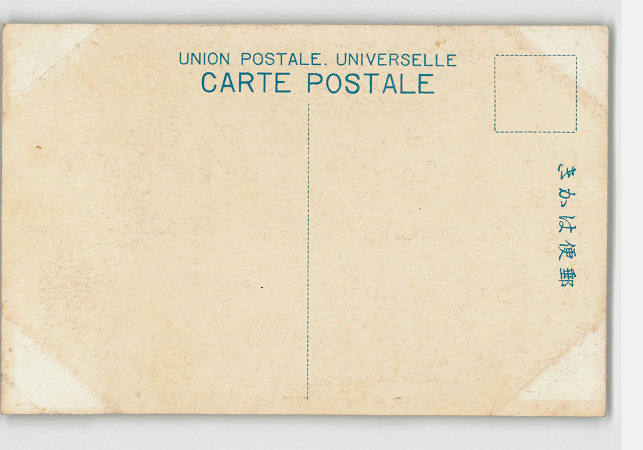 UNION POSTALE. UNIVERSELLE
CARTE POSTALE
郵便はかき